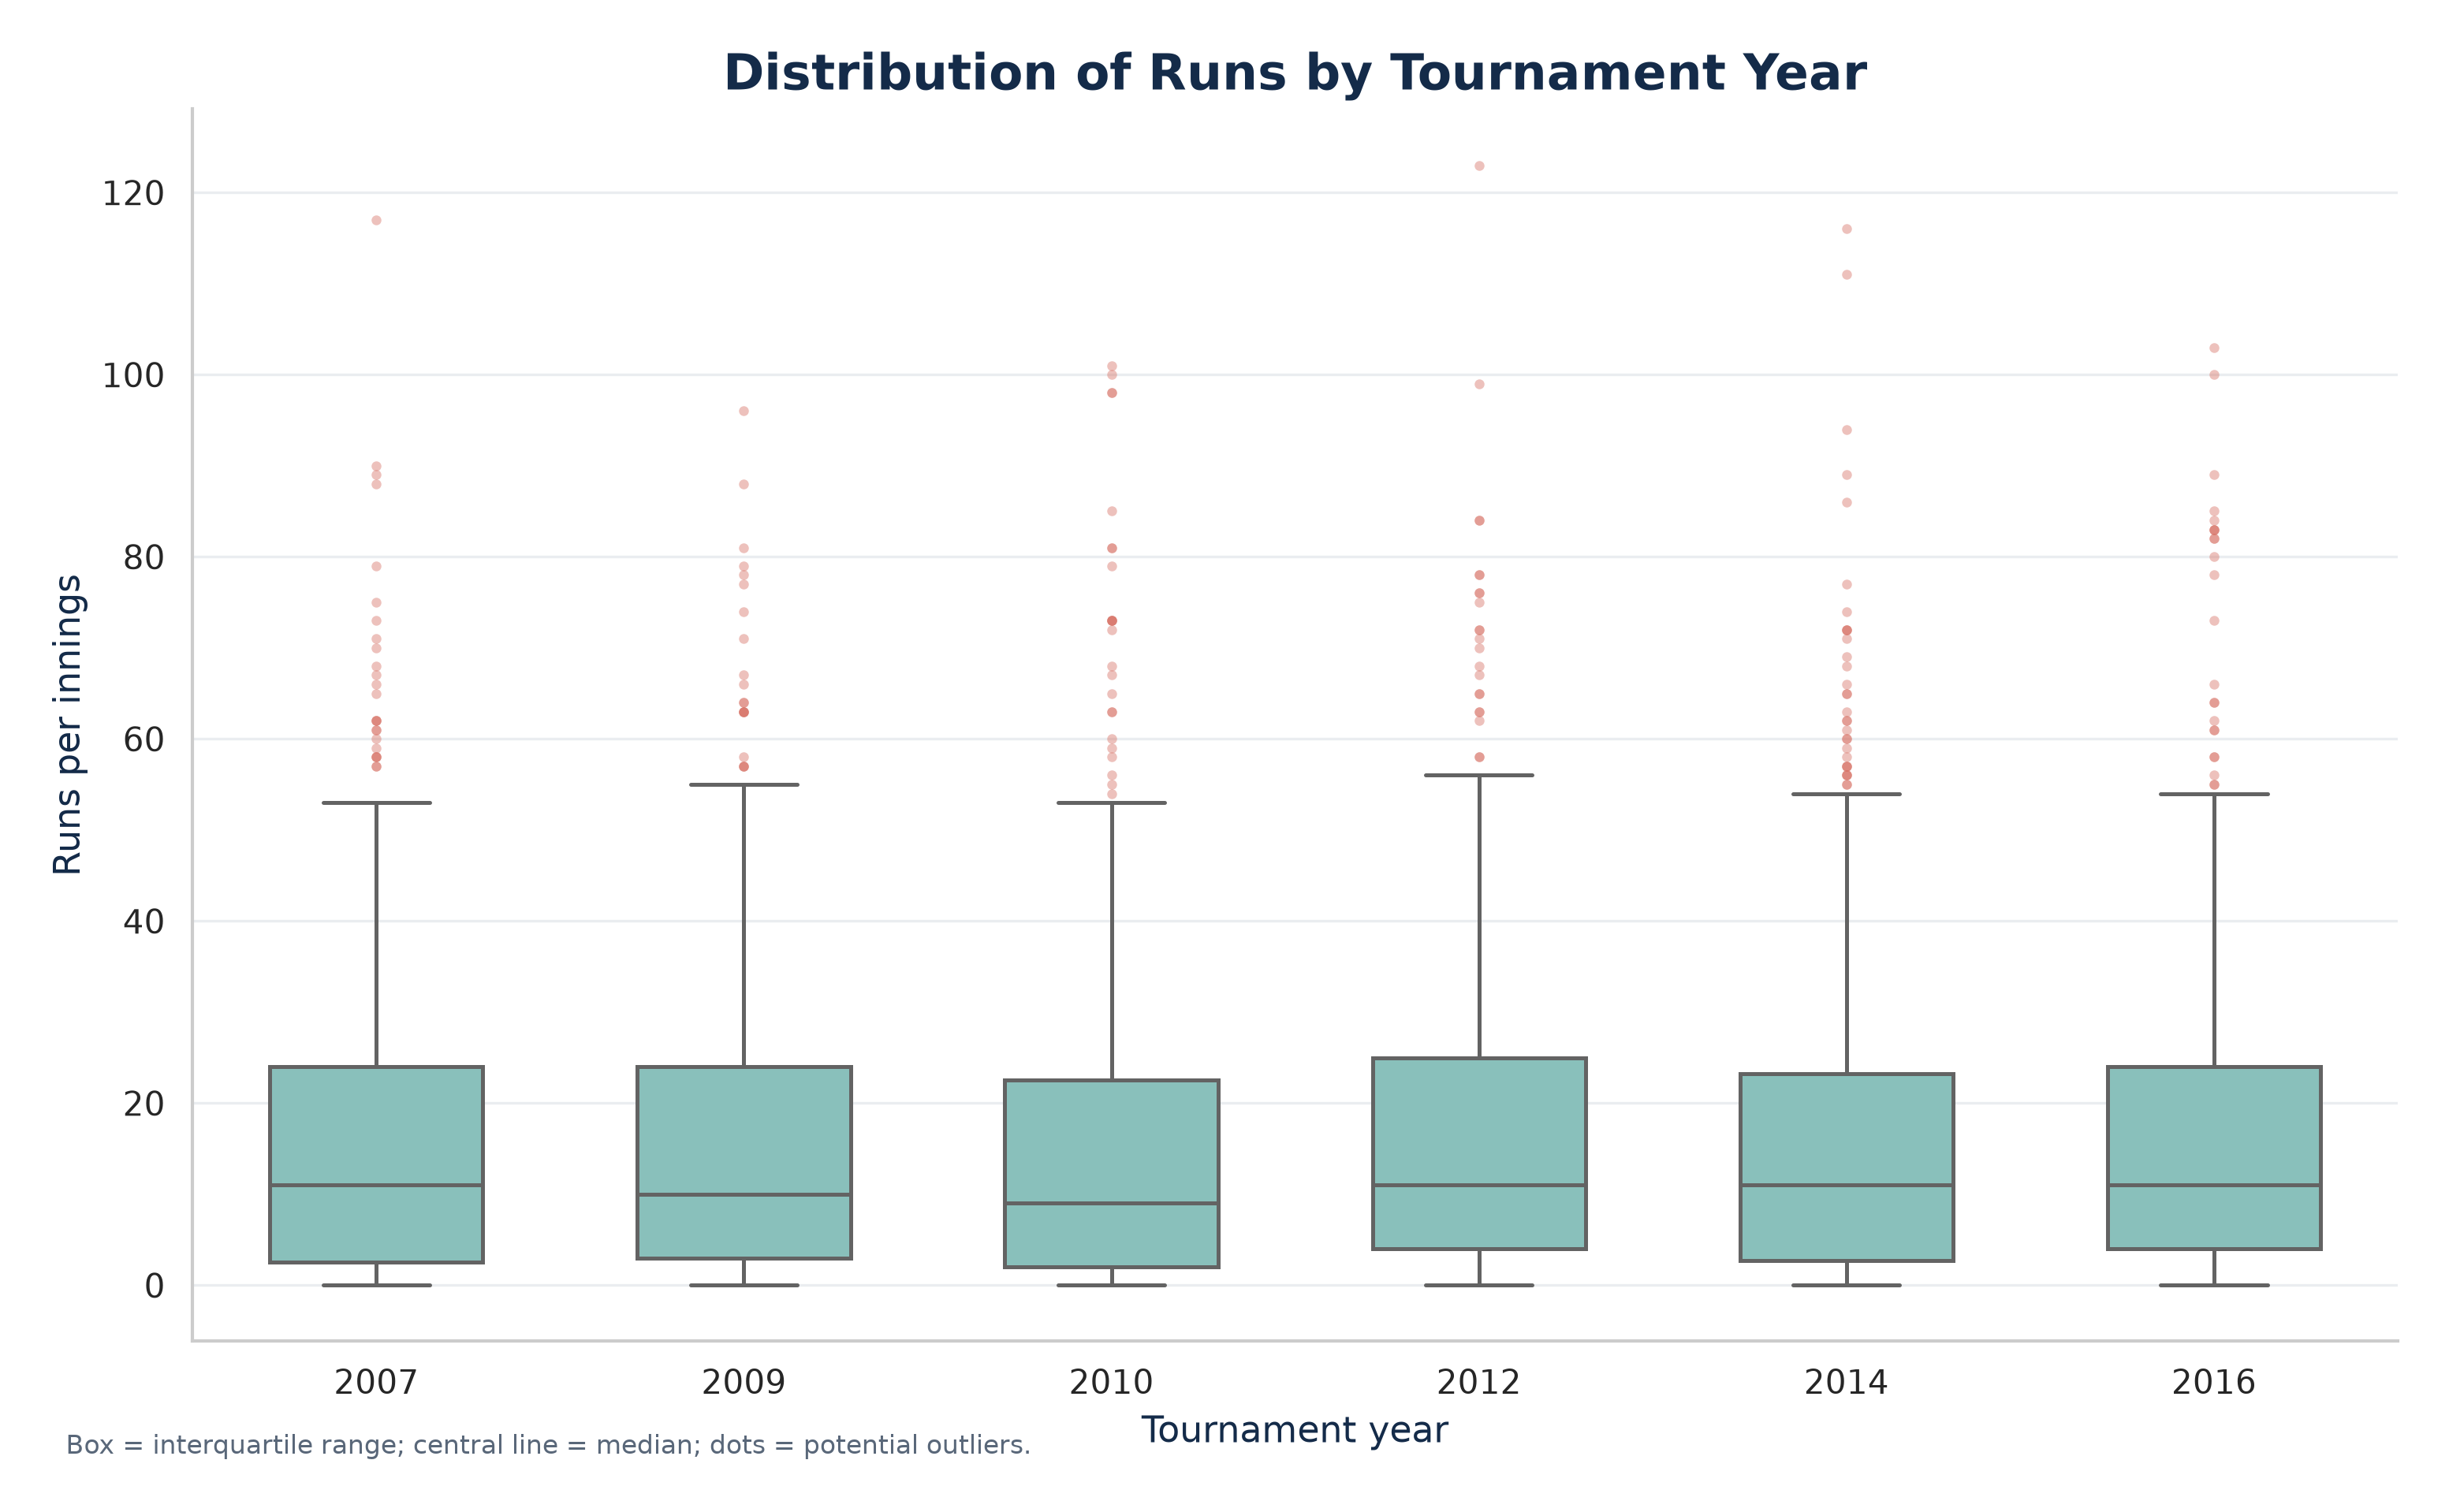 Distribution of Runs by Tournament Year
Runs per innings
120
100
80
60
40
20
0
2007 2009 2010 2012 2014 2016
Tournament year
Box = interquartile range; central line = median; dots = potential outliers.